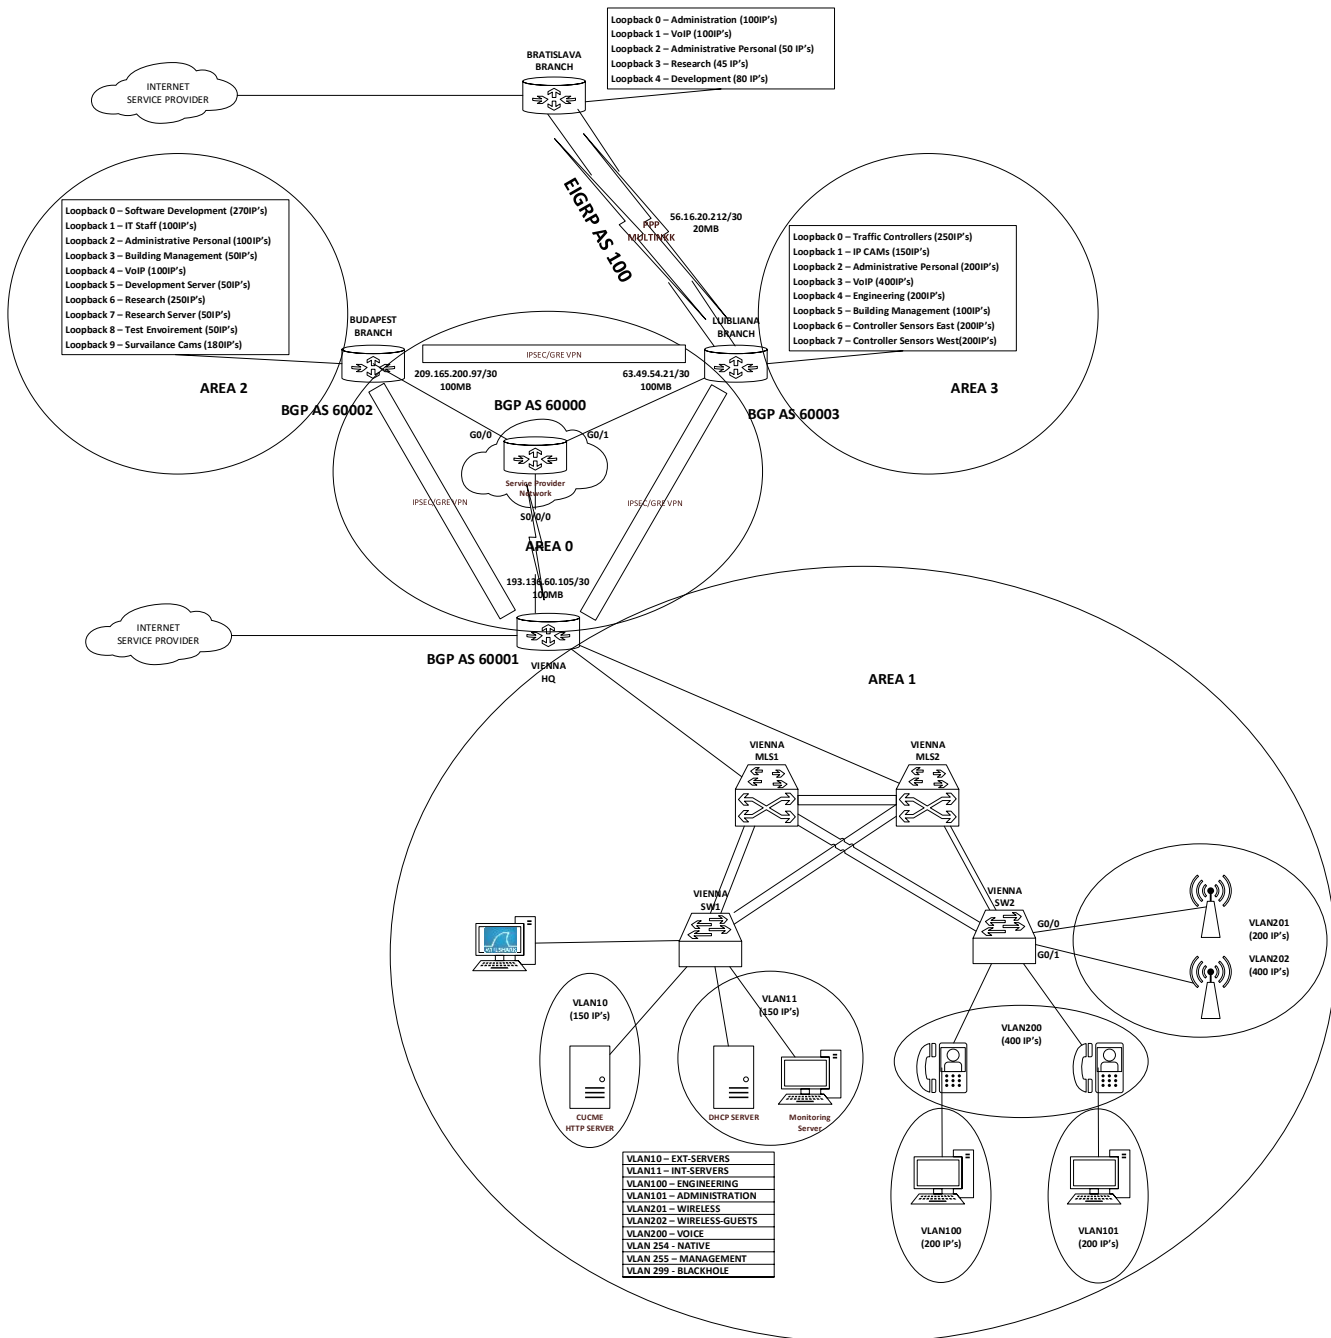 Loopback 0 – Administration (100IP's)
Loopback 1 – VoIP (100IP's)
Loopback 2 – Administrative Personal (50 IP's)
Loopback 3 – Research (45 IP's)
Loopback 4 – Development (80 IP's)
BRATISLAVA
BRANCH
INTERNET
SERVICE PROVIDER
EIGRP AS 100
PPP
MULTINKK
56.16.20.212/30
20MB
Loopback 0 – Software Development (270IP's)
Loopback 1 – IT Staff (100IP's)
Loopback 2 – Administrative Personal (100IP's)
Loopback 3 – Building Management (50IP's)
Loopback 4 – VoIP (100IP's)
Loopback 5 – Development Server (50IP's)
Loopback 6 – Research (250IP's)
Loopback 7 – Research Server (50IP's)
Loopback 8 – Test Envoirement (50IP's)
Loopback 9 – Survailance Cams (180IP's)
Loopback 0 – Traffic Controllers (250IP's)
Loopback 1 – IP CAMs (150IP's)
Loopback 2 – Administrative Personal (200IP's)
Loopback 3 – VoIP (400IP's)
Loopback 4 – Engineering (200IP's)
Loopback 5 – Building Management (100IP's)
Loopback 6 – Controller Sensors East (200IP's)
Loopback 7 – Controller Sensors West(200IP's)
BUDAPEST
BRANCH
LUIBLIANA
BRANCH
IPSEC/GRE VPN
209.165.200.97/30
100MB
63.49.54.21/30
100MB
AREA 2
AREA 3
BGP AS 60002
BGP AS 60000
BGP AS 60003
G0/0
G0/1
Service Provider
Network
IPSEC/GRE VPN
IPSEC/GRE VPN
S0/0/0
AREA 0
193.136.60.105/30
100MB
INTERNET
SERVICE PROVIDER
BGP AS 60001
VIENNA
HQ
AREA 1
VIENNA
MLS1
VIENNA
MLS2
VIENNA
SW1
VIENNA
SW2
G0/0
G0/1
VLAN201
(200 IP's)
VLAN202
(400 IP's)
VLAN10
(150 IP's)
VLAN11
(150 IP's)
VLAN200
(400 IP's)
CUCME
HTTP SERVER
DHCP SERVER
Monitoring
Server
VLAN10 – EXT-SERVERS
VLAN11 – INT-SERVERS
VLAN100 – ENGINEERING
VLAN101 – ADMINISTRATION
VLAN201 – WIRELESS
VLAN202 – WIRELESS-GUESTS
VLAN200 – VOICE
VLAN 254 - NATIVE
VLAN 255 – MANAGEMENT
VLAN 299 - BLACKHOLE
VLAN100
(200 IP's)
VLAN101
(200 IP's)